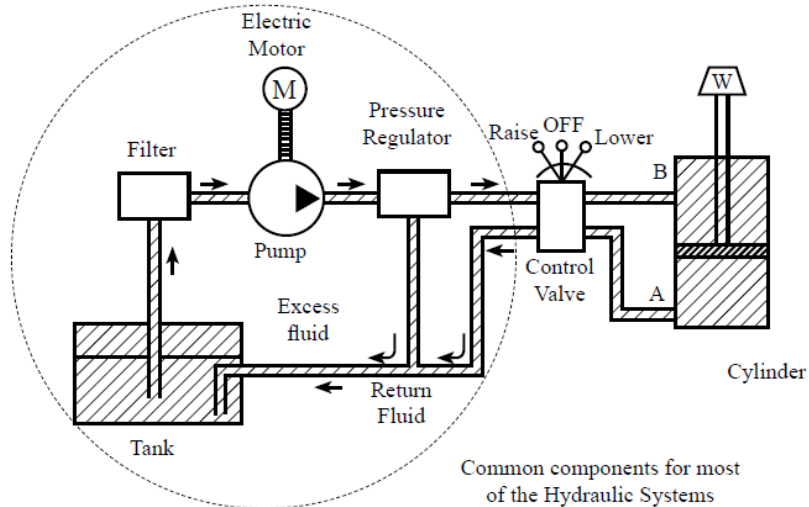 Electric
Motor
M
Pressure
Regulator
Raise
OFF
Lower
W
Filter
B
Pump
Control
Valve
A
Excess
fluid
Return
Fluid
Cylinder
Tank
Common components for most
of the Hydraulic Systems